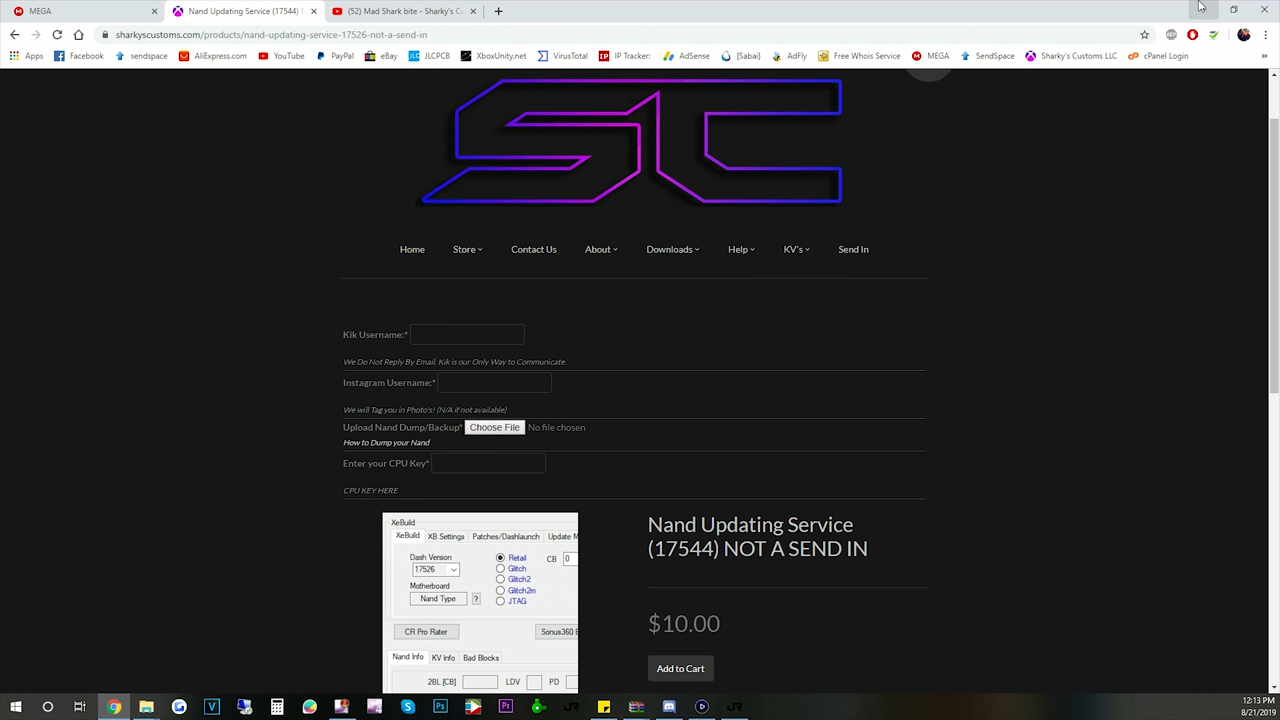 MEGA
Nand Updating Service (17544) N
(52) Mad Shark bite - Sharky's Cu
sharkyscustoms.com/products/nand-updating-service-17526-not-a-send-in
Apps Facebook sendspace AliExpress.com YouTube PayPal eBay JLCPCB XboxUnity.net VirusTotal IP Tracker: AdSense [Sabai] AdFly Free Whois Service MEGA SendSpace Sharky's Customs LLC cPanel Login »
SC
Home Store Contact Us About Downloads Help KV's Send In
Kik Username:*
We Do Not Reply By Email. Kik is our Only Way to Communicate.
Instagram Username:*
We will Tag you in Photo's! (N/A if not available)
Upload Nand Dump/Backup* Choose File No file chosen
How to Dump your Nand
Enter your CPU Key*
CPU KEY HERE
XeBuild
XeBuild XB Settings Patches/Dashlaunch Update M
Dash Version
17526
Motherboard
Nand Type ?
Retail
Glitch
Glitch2
Glitch2m
JTAG
CB 0
CR Pro Rater Sonus360 E
Nand Info KV Info Bad Blocks
2BL [CB] LDV PD
Nand Updating Service
(17544) NOT A SEND IN
$10.00
Add to Cart
12:13 PM
8/21/2019